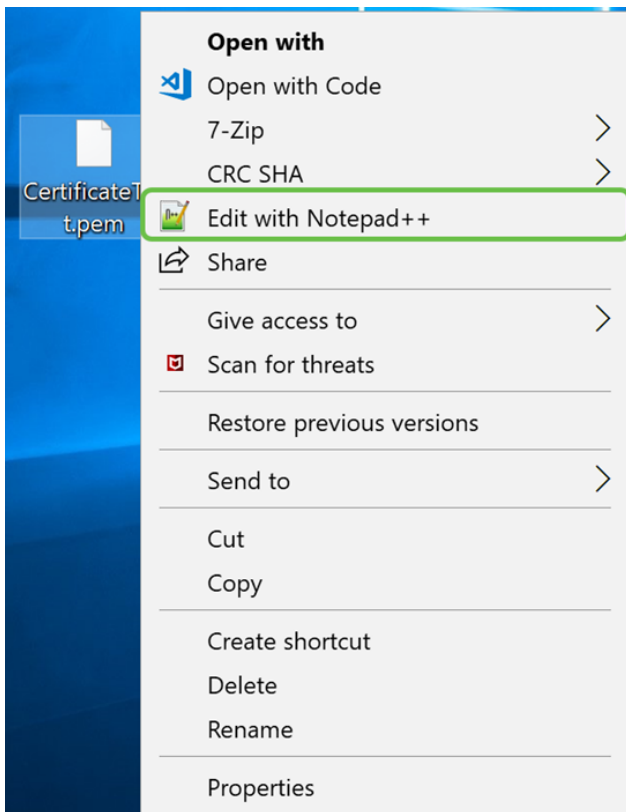 Open with
Open with Code
7-Zip
CRC SHA
CertificateT
t.pem
Edit with Notepad++
Share
Give access to
Scan for threats
Restore previous versions
Send to
Cut
Copy
Create shortcut
Delete
Rename
Properties